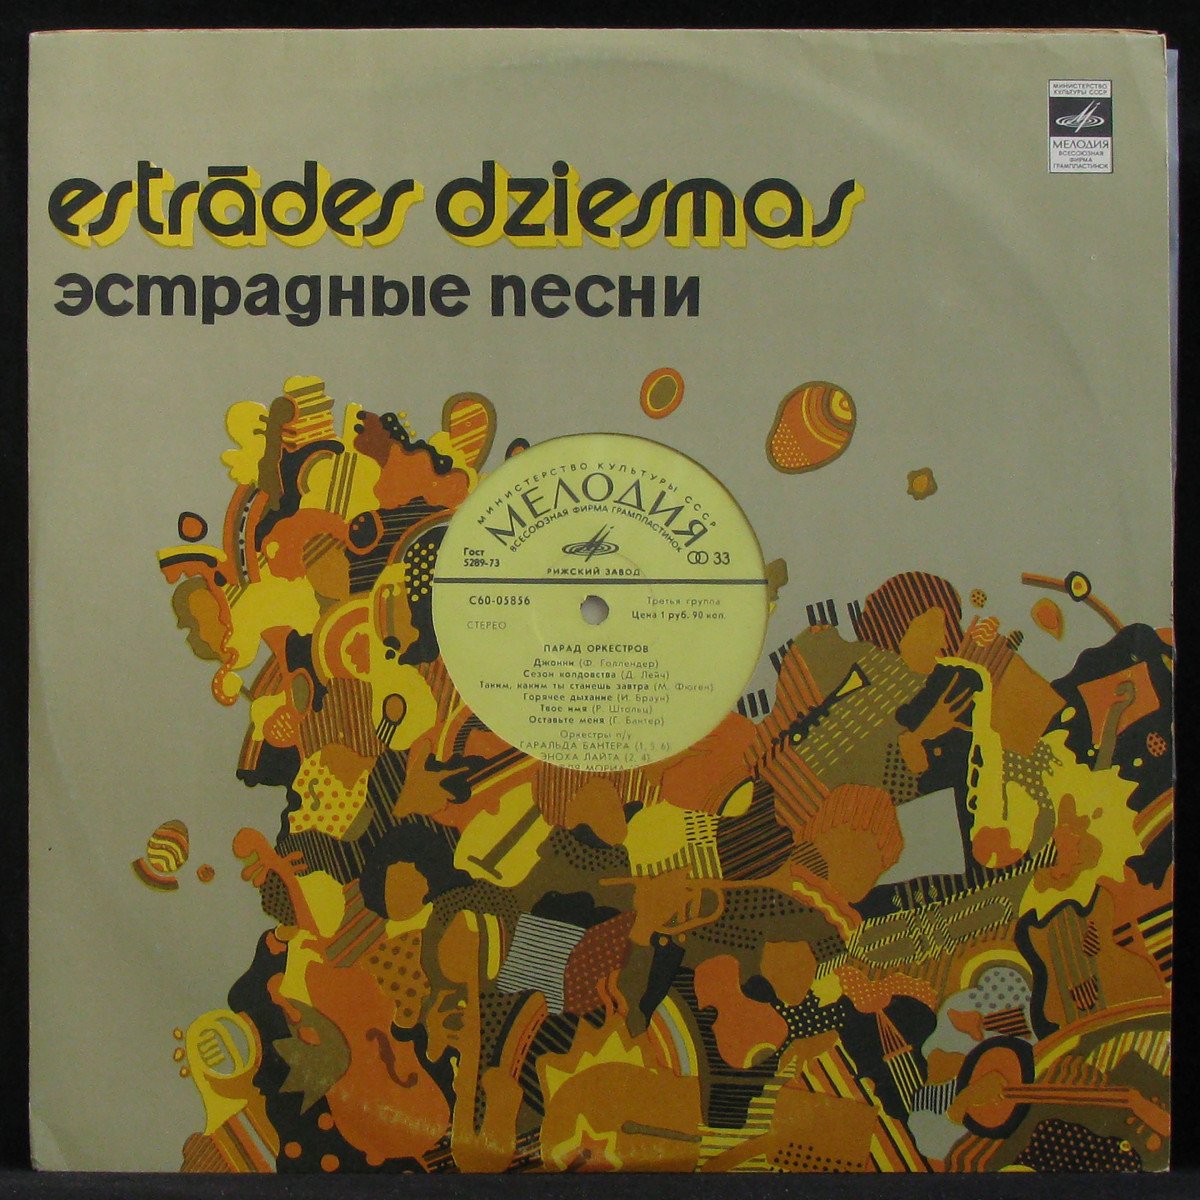 МИНИСТЕРСТВО
КУЛЬТУРЫ СССР
МЕЛОДИЯ
ВСЕСОЮЗНАЯ
ФИРМА
ГРАМПЛАСТИНОК
estrādes dziesmas
эстрадные песни
МИНИСТЕРСТВО КУЛЬТУРЫ СССР
МЕЛОДИЯ
ВСЕСОЮЗНАЯ ФИРМА ГРАМПЛАСТИНОК
Гост
5289-73
33
РИЖСКИЙ ЗАВОД
С60-05856
Третья группа
Цена 1 руб. 90 коп.
СТЕРЕО
ПАРАД ОРКЕСТРОВ
Джонни (Ф. Голлендер)
Сезон колдовства (Д. Лейч)
Таким, каким ты станешь завтра (М. Фюген)
Горячее дыхание (И. Браун)
Твое имя (Р. Штольц)
Оставьте меня (Г. Бантер)
Оркестры п/у
ГАРАЛЬДА БАНТЕРА (1, 5, 6)
ЭНОХА ЛАЙТА (2, 4)